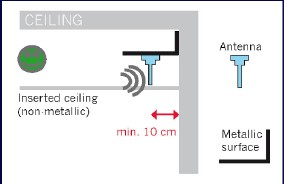 CEILING
Antenna
Inserted ceiling
(non-metallic)
min. 10 cm
Metallic
surface